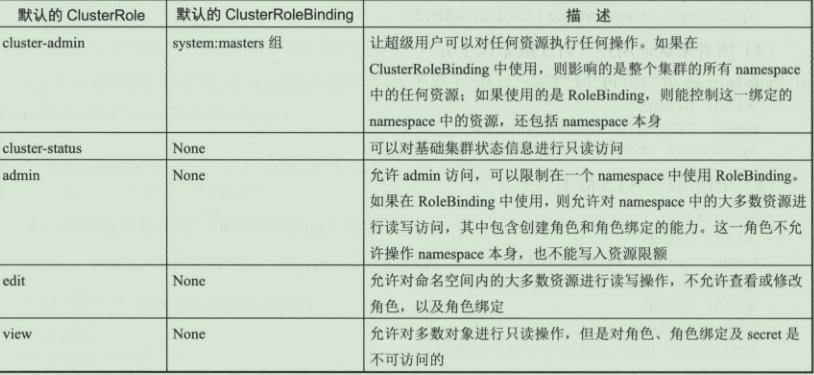 默认的 ClusterRole 默认的 ClusterRoleBinding 描 述
cluster-admin system:masters 组 让超级用户可以对任何资源执行任何操作。如果在
ClusterRoleBinding 中使用，则影响的是整个集群的所有 namespace
中的任何资源；如果使用的是 RoleBinding，则能控制这一绑定的
namespace 中的资源，还包括 namespace 本身
cluster-status None 可以对基础集群状态信息进行只读访问
admin None 允许 admin 访问，可以限制在一个 namespace 中使用 RoleBinding。
如果在 RoleBinding 中使用，则允许对 namespace 中的大多数资源进
行读写访问，其中包含创建角色和角色绑定的能力。这一角色不允
许操作 namespace 本身，也不能写入资源限额
edit None 允许对命名空间内的大多数资源进行读写操作，不允许查看或修改
角色，以及角色绑定
view None 允许对多数对象进行只读操作，但是对角色、角色绑定及 secret 是
不可访问的